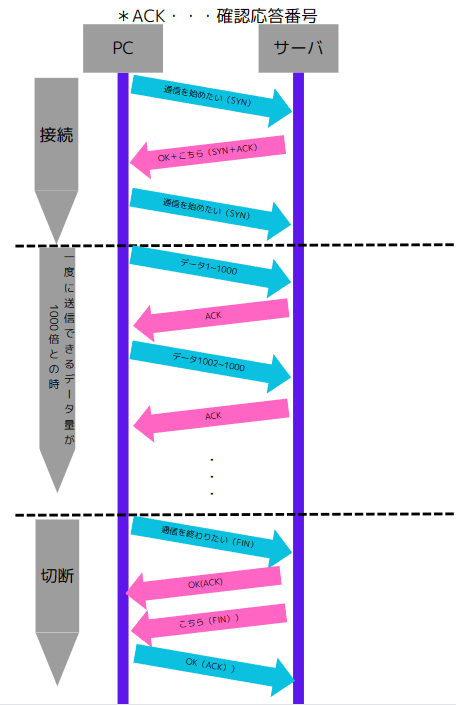 ＊ACK・・・確認応答番号
PC
サーバ
接続
通信を始めたい（SYN）
OK＋こちら（SYN＋ACK）
通信を始めたい（SYN）
一度に送信できるデータ量が
1000倍との時
データ1~1000
ACK
データ1002~1000
ACK
・・・
切断
通信を終わりたい（FIN）
OK(ACK)
こちら（FIN））
OK（ACK））